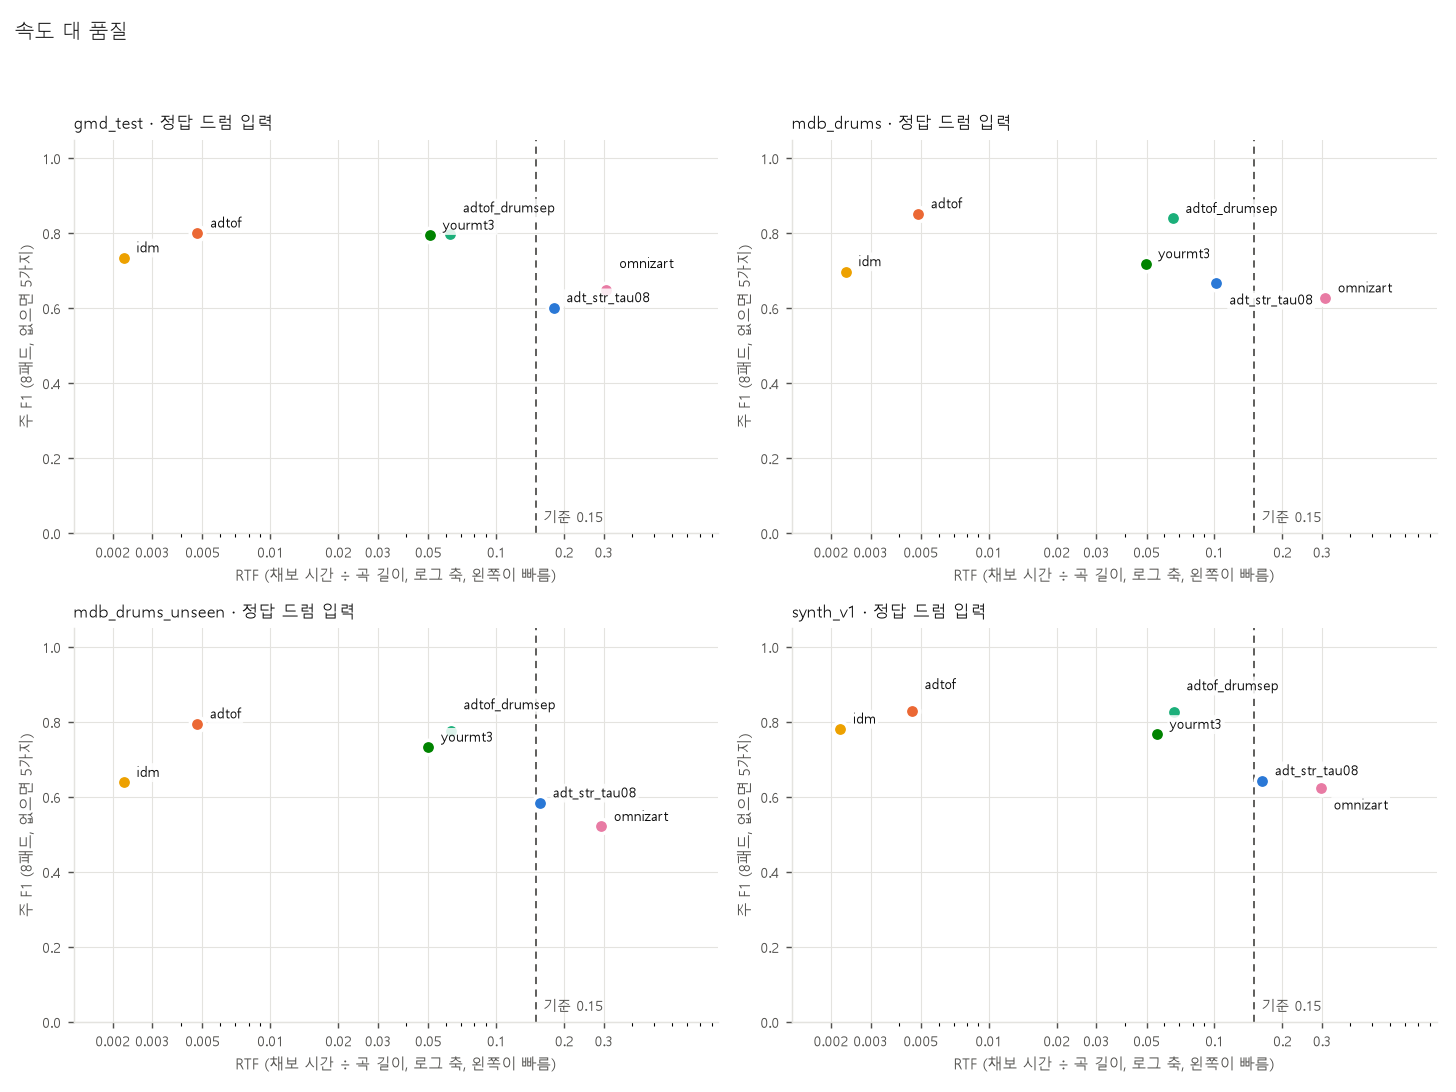 속도 대 품질
gmd_test · 정답 드럼 입력
주 F1 (8패드, 없으면 5가지)
1.0
0.8
0.6
0.4
0.2
0.0
idm
adtof
adtof_drumsep
yourmt3
omnizart
adt_str_tau08
기준 0.15
0.002 0.003 0.005 0.01 0.02 0.03 0.05 0.1 0.2 0.3
RTF (채보 시간 ÷ 곡 길이, 로그 축, 왼쪽이 빠름)
mdb_drums · 정답 드럼 입력
주 F1 (8패드, 없으면 5가지)
1.0
0.8
0.6
0.4
0.2
0.0
idm
adtof
adtof_drumsep
yourmt3
adt_str_tau08
omnizart
기준 0.15
0.002 0.003 0.005 0.01 0.02 0.03 0.05 0.1 0.2 0.3
RTF (채보 시간 ÷ 곡 길이, 로그 축, 왼쪽이 빠름)
mdb_drums_unseen · 정답 드럼 입력
주 F1 (8패드, 없으면 5가지)
1.0
0.8
0.6
0.4
0.2
0.0
idm
adtof
adtof_drumsep
yourmt3
adt_str_tau08
omnizart
기준 0.15
0.002 0.003 0.005 0.01 0.02 0.03 0.05 0.1 0.2 0.3
RTF (채보 시간 ÷ 곡 길이, 로그 축, 왼쪽이 빠름)
synth_v1 · 정답 드럼 입력
주 F1 (8패드, 없으면 5가지)
1.0
0.8
0.6
0.4
0.2
0.0
idm
adtof
adtof_drumsep
yourmt3
adt_str_tau08
omnizart
기준 0.15
0.002 0.003 0.005 0.01 0.02 0.03 0.05 0.1 0.2 0.3
RTF (채보 시간 ÷ 곡 길이, 로그 축, 왼쪽이 빠름)